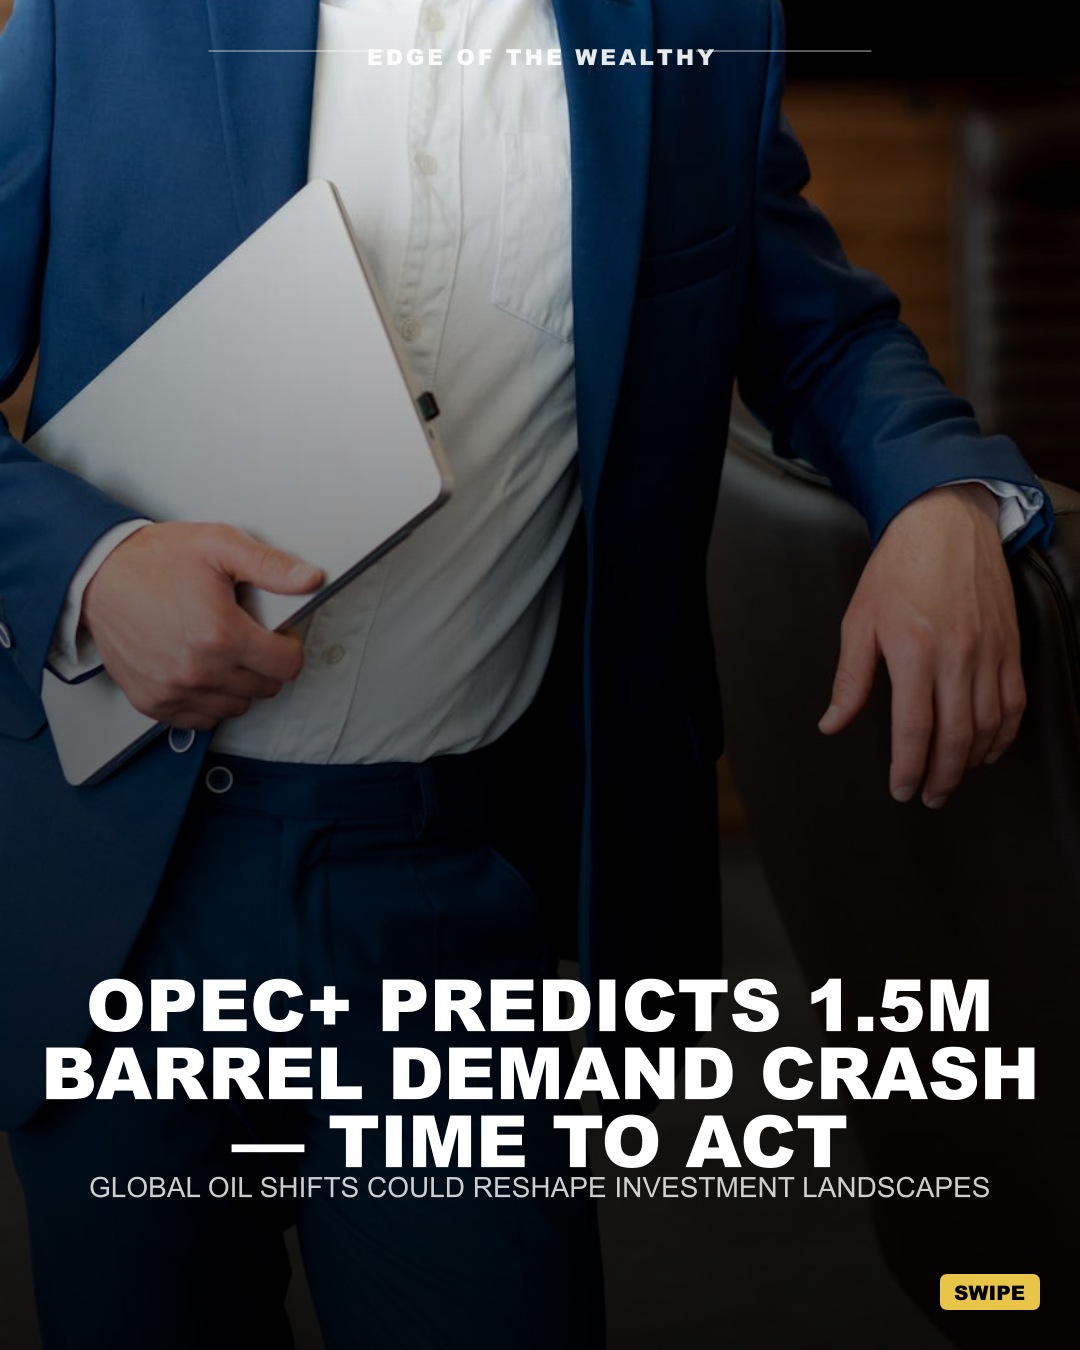 EDGE OF THE WEALTHY
OPEC+ PREDICTS 1.5M
BARREL DEMAND CRASH
— TIME TO ACT
GLOBAL OIL SHIFTS COULD RESHAPE INVESTMENT LANDSCAPES
SWIPE